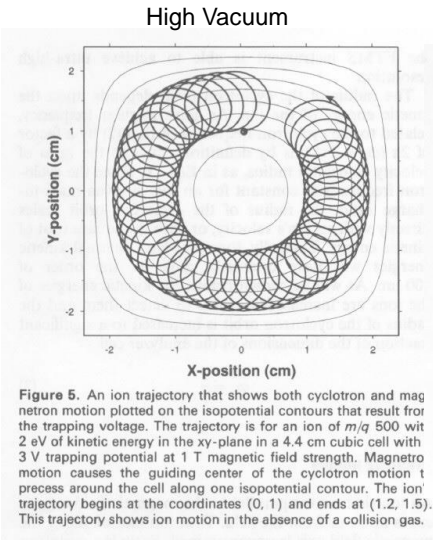 High Vacuum
2
1
0
-1
-2
Y-position (cm)
-2
-1
0
1
2
X-position (cm)
Figure 5. An ion trajectory that shows both cyclotron and mag
netron motion plotted on the isopotential contours that result fror
the trapping voltage. The trajectory is for an ion of m/q 500 wit
2 eV of kinetic energy in the xy-plane in a 4.4 cm cubic cell with
3 V trapping potential at 1 T magnetic field strength. Magnetro
motion causes the guiding center of the cyclotron motion t
precess around the cell along one isopotential contour. The ion'
trajectory begins at the coordinates (0, 1) and ends at (1.2, 1.5).
This trajectory shows ion motion in the absence of a collision gas.